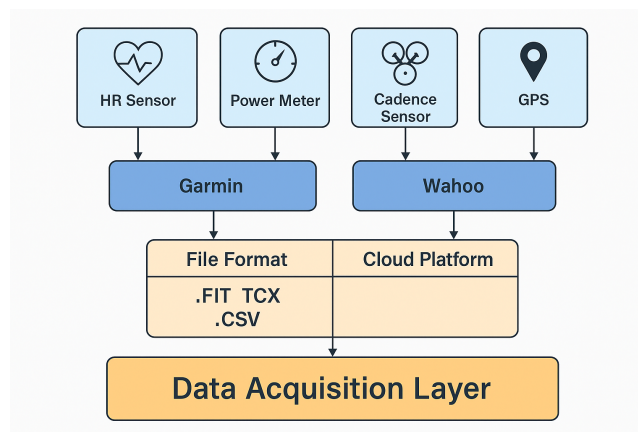 HR Sensor
Power Meter
Cadence
Sensor
GPS
Garmin
Wahoo
File Format
Cloud Platform
.FIT TCX
.CSV
Data Acquisition Layer